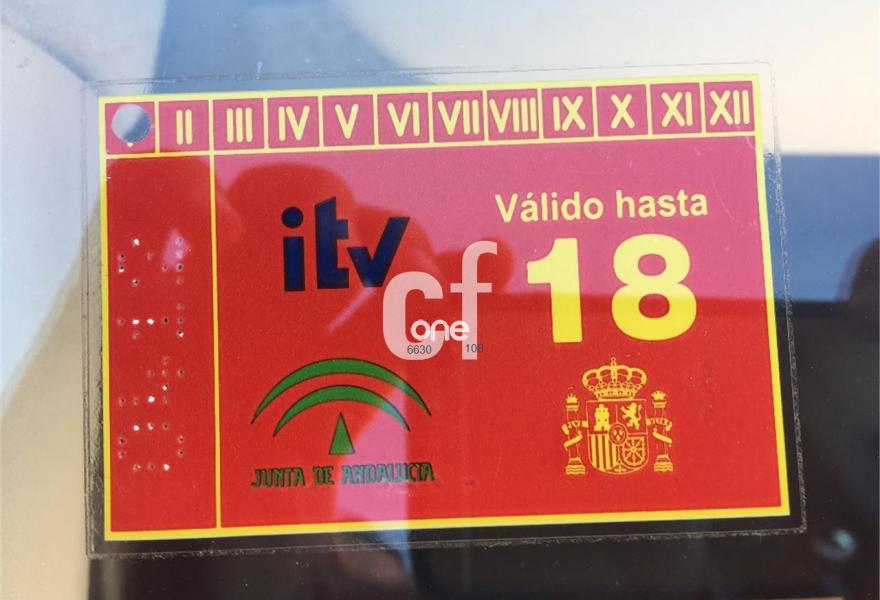 II III IV V VI VII VIII IX X XI XII
itv
Válido hasta
18
cf
one
6630 100
JUNTA DE ANDALUCIA